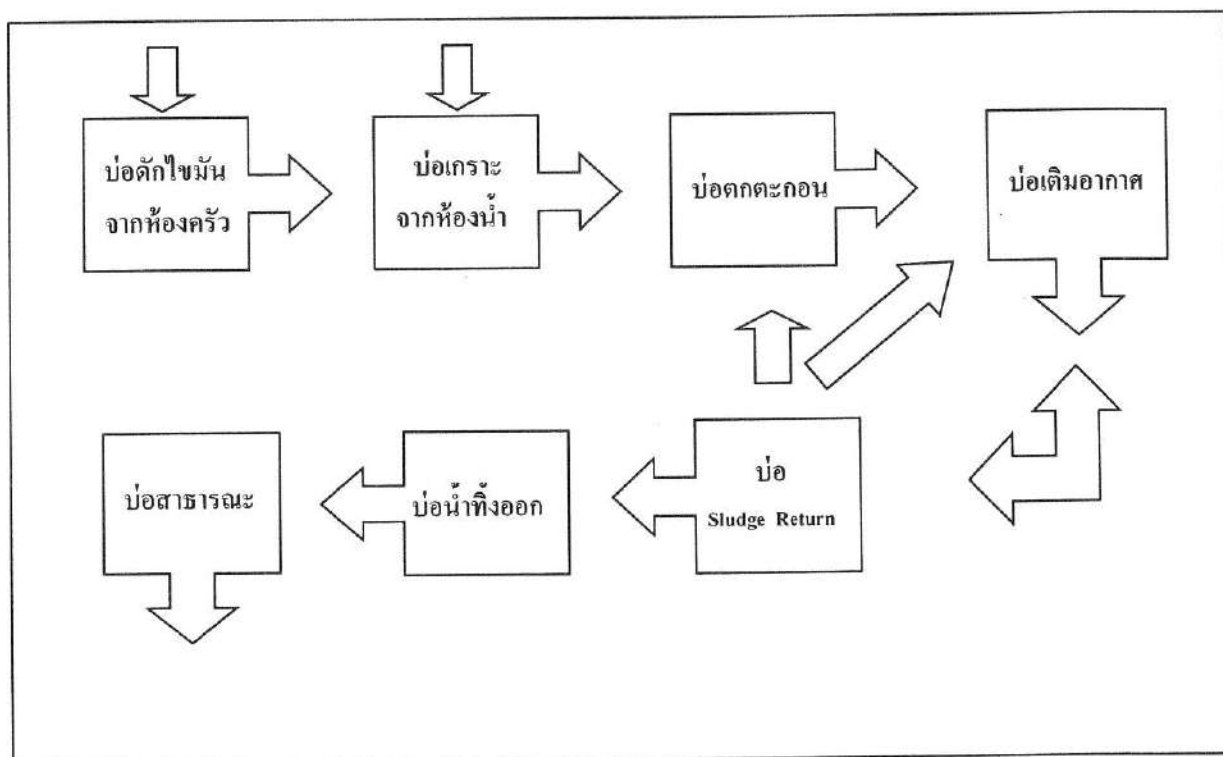 บ่อดักไขมัน
จากห้องครัว
บ่อเกราะ
จากห้องน้ำ
บ่อตกตะกอน
บ่อเติมอากาศ
บ่อสาธารณะ
บ่อน้ำทิ้งออก
บ่อ
Sludge Return